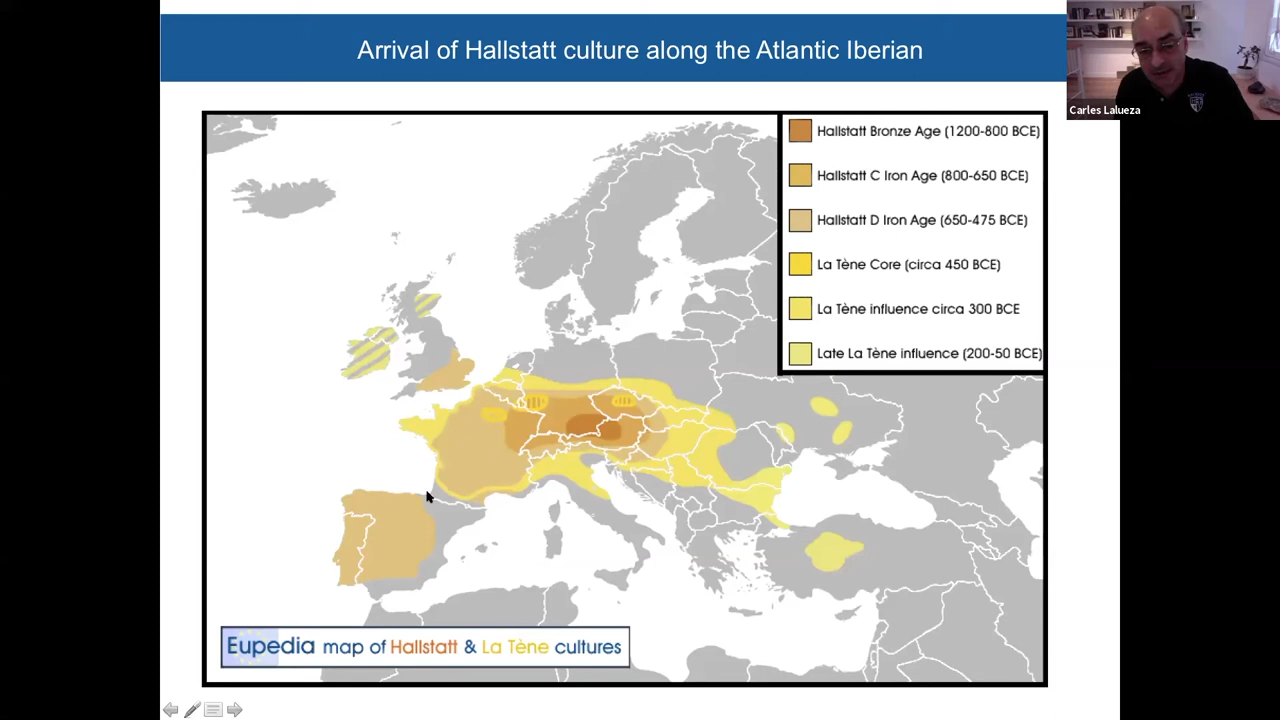 Arrival of Hallstatt culture along the Atlantic Iberian
Carles Lalueza
Hallstatt Bronze Age (1200-800 BCE)
Hallstatt C Iron Age (800-650 BCE)
Hallstatt D Iron Age (650-475 BCE)
La Tène Core (circa 450 BCE)
La Tène influence circa 300 BCE
Late La Tène influence (200-50 BCE)
Eupedia map of Hallstatt & La Tène cultures